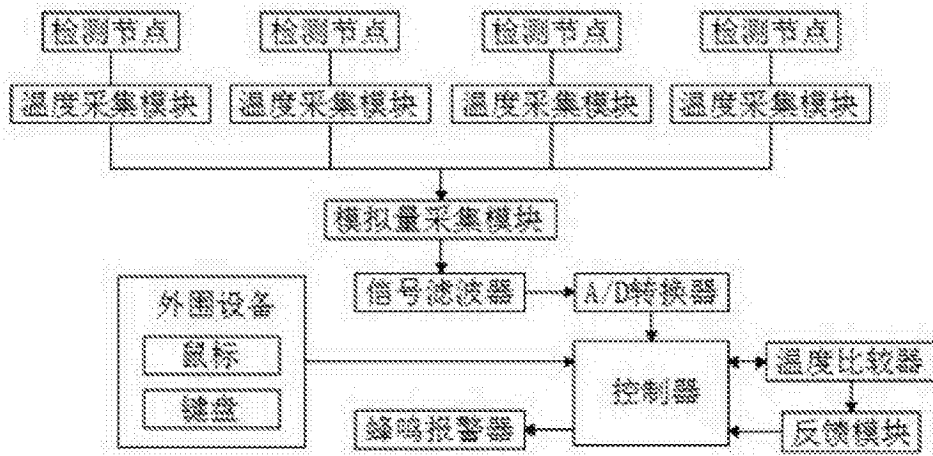 检测节点 检测节点 检测节点 检测节点
温度采集模块 温度采集模块 温度采集模块 温度采集模块
模拟量采集模块
信号滤波器 A/D转换器
外围设备
鼠标
键盘
控制器
温度比较器
蜂鸣报警器
反馈模块